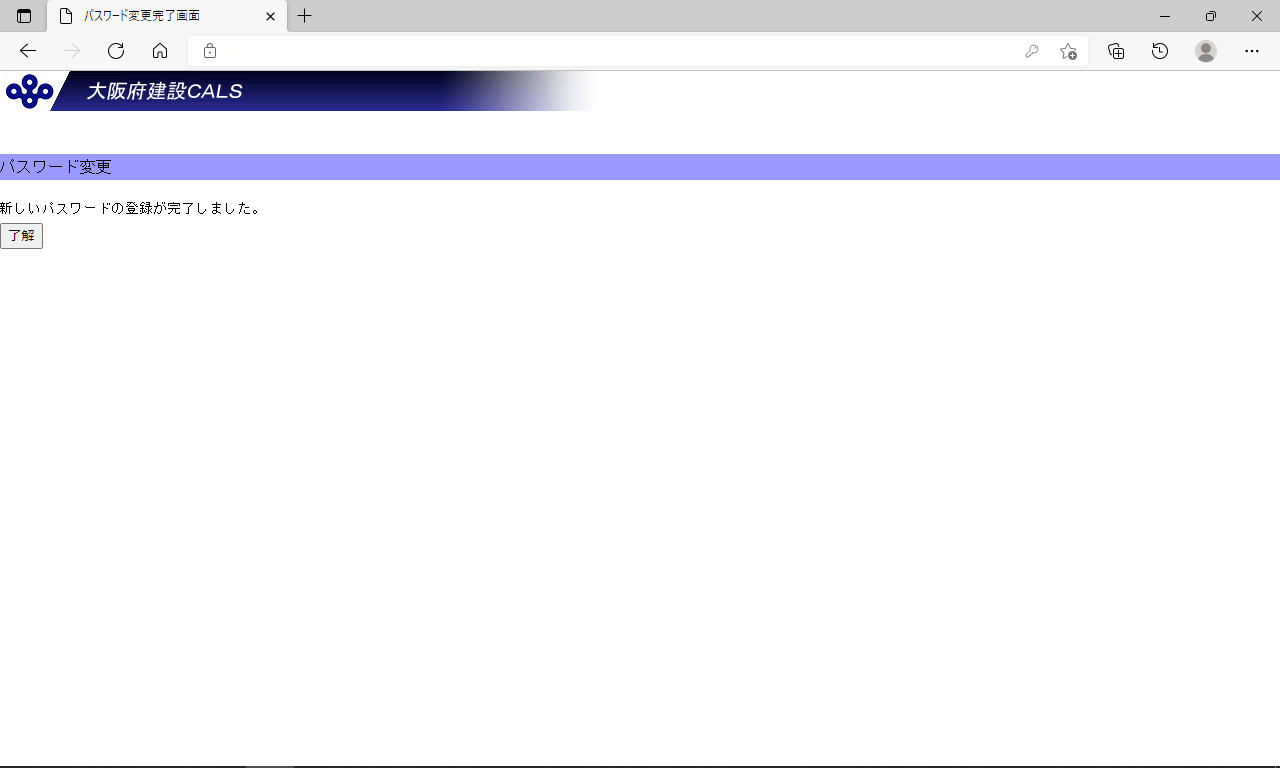 パスワード変更完了画面
大阪府建設CALS
パスワード変更
新しいパスワードの登録が完了しました。
了解